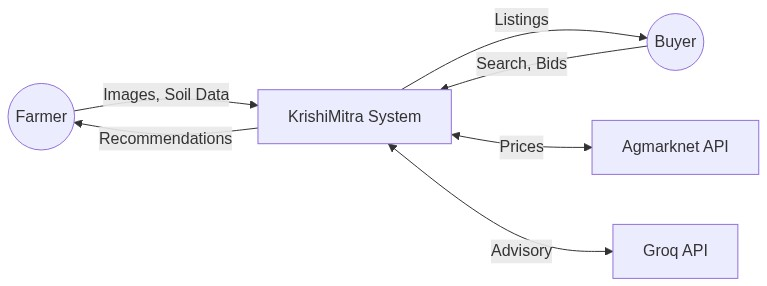 Listings
Buyer
Search, Bids
Images, Soil Data
Farmer
KrishiMitra System
Recommendations
Prices
Agmarknet API
Advisory
Groq API